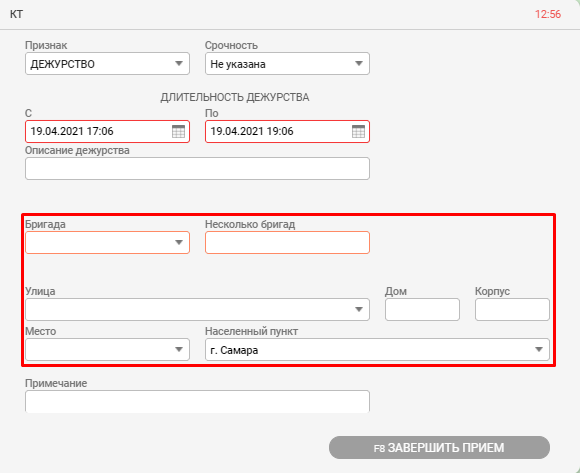 КТ 12:56
Признак Срочность
ДЕЖУРСТВО Не указана
ДЛИТЕЛЬНОСТЬ ДЕЖУРСТВА
С По
19.04.2021 17:06 19.04.2021 19:06
Описание дежурства
Бригада Несколько бригад
Улица Дом Корпус
Место Населенный пункт
г. Самара
Примечание
F8 ЗАВЕРШИТЬ ПРИЕМ